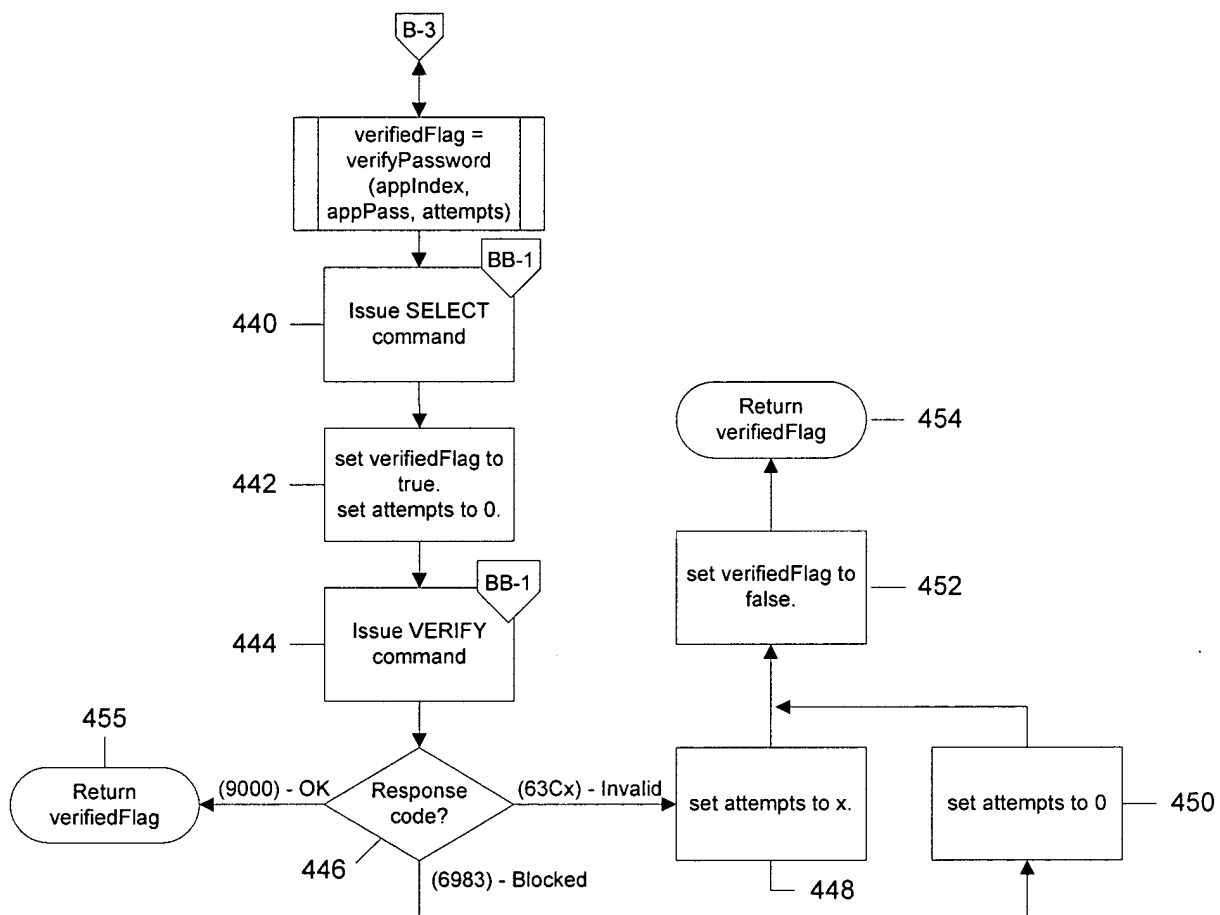 B-3
verifiedFlag =
verifyPassword
(appIndex,
appPass, attempts)
BB-1
Issue SELECT
command
440
set verifiedFlag to
true.
set attempts to 0.
442
BB-1
Issue VERIFY
command
444
455
Return
verifiedFlag
(9000) - OK
Response
code?
446
(63Cx) - Invalid
(6983) - Blocked
set attempts to x.
448
set attempts to 0
450
set verifiedFlag to
false.
452
Return
verifiedFlag
454